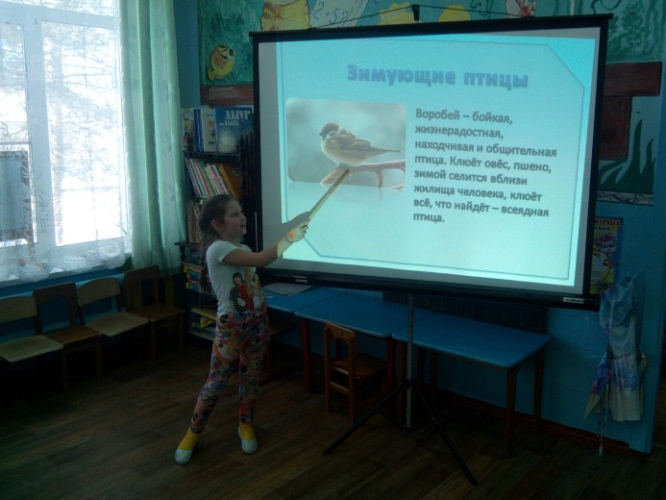 Зимующие птицы
Воробей – бойкая,
жизнерадостная,
находчивая и общительная
птица. Клюёт овёс, пшено,
зимой селится вблизи
жилища человека, клюёт
всё, что найдёт – всеядная
птица.